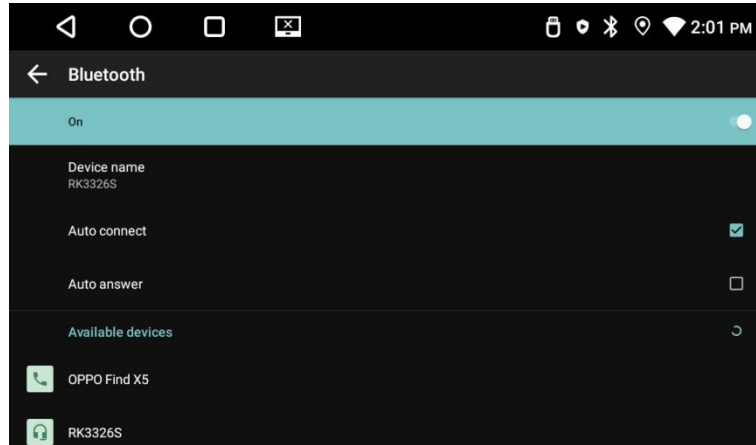 2:01 PM
Bluetooth
On
Device name
RK3326S
Auto connect
Auto answer
Available devices
OPPO Find X5
RK3326S